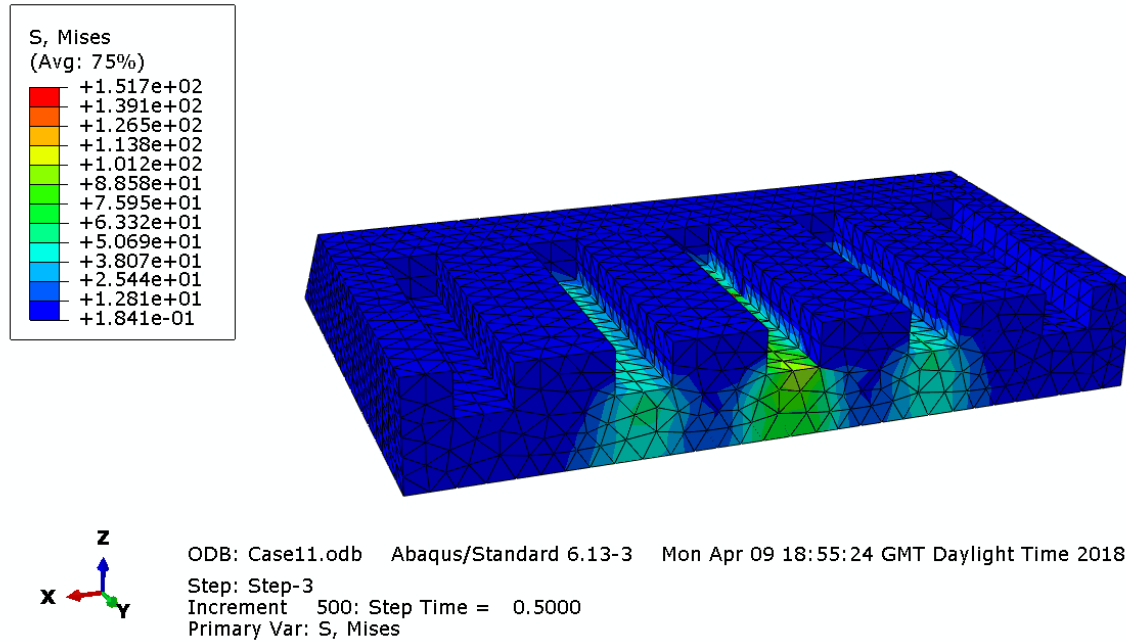 S, Mises
(Avg: 75%)
+1.517e+02
+1.391e+02
+1.265e+02
+1.138e+02
+1.012e+02
+8.858e+01
+7.595e+01
+6.332e+01
+5.069e+01
+3.807e+01
+2.544e+01
+1.281e+01
+1.841e-01
Z
X
Y
ODB: Case11.odb Abaqus/Standard 6.13-3 Mon Apr 09 18:55:24 GMT Daylight Time 2018
Step: Step-3
Increment 500: Step Time = 0.5000
Primary Var: S, Mises